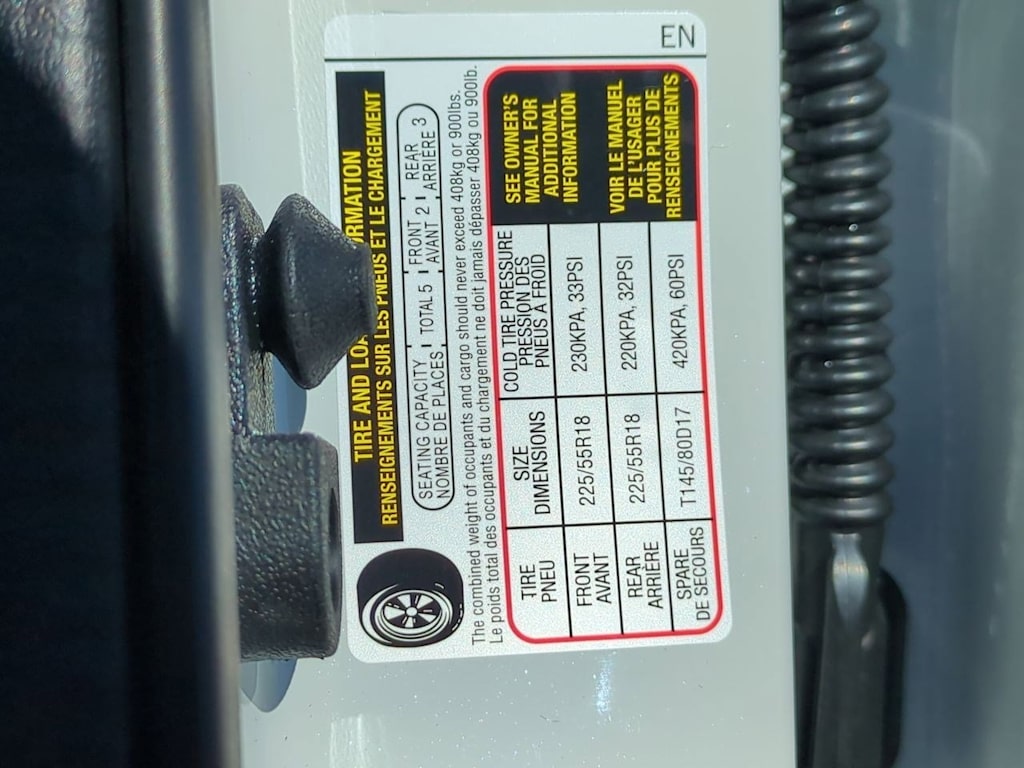 EN
TIRE AND LOA RMATION
RENSEIGNEMENTS SUR LES PNEUS ET LE CHARGEMENT
SEATING CAPACITY TOTAL 5 FRONT 2 REAR 3
NOMBRE DE PLACES AVANT ARRIÈRE
The combined weight of occupants and cargo should never exceed 408kg or 900lbs.
Le poids total des occupants et du chargement ne doit jamais dépasser 408kg ou 900lb.
TIRE SIZE COLD TIRE PRESSURE
PNEU DIMENSIONS PRESSION DES
PNEUS À FROID
FRONT 225/55R18 230KPA, 33PSI
AVANT
REAR 225/55R18 220KPA, 32PSI
ARRIÈRE
SPARE T145/80D17 420KPA, 60PSI
DE SECOURS
SEE OWNER'S
MANUAL FOR
ADDITIONAL
INFORMATION
VOIR LE MANUEL
DE L'USAGER
POUR PLUS DE
RENSEIGNEMENTS